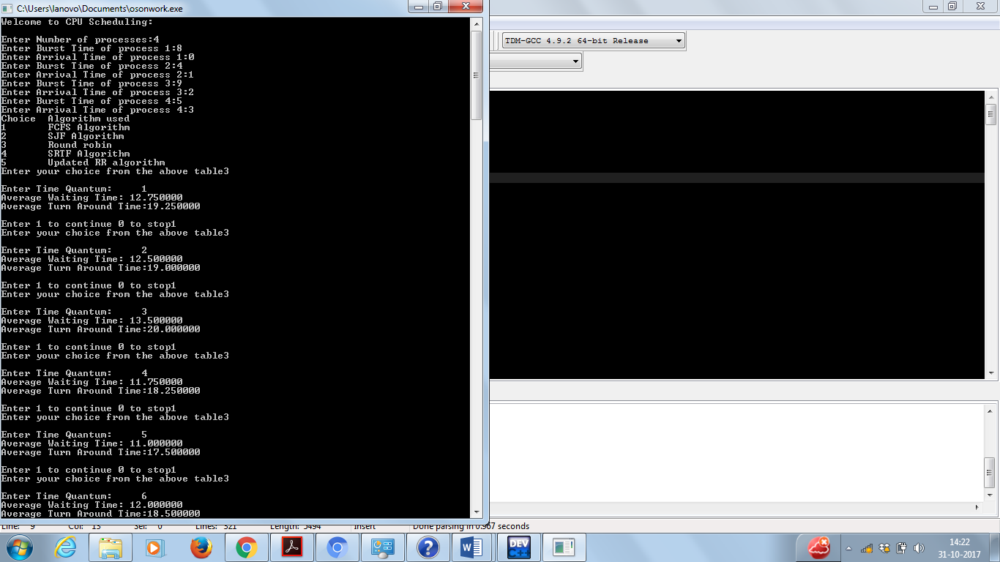 C:\Users\lanovo\Documents\osonwork.exe
Welcome to CPU Scheduling:
Enter Number of processes:4
Enter Burst Time of process 1:8
Enter Arrival Time of process 1:0
Enter Burst Time of process 2:4
Enter Arrival Time of process 2:1
Enter Burst Time of process 3:9
Enter Arrival Time of process 3:2
Enter Burst Time of process 4:5
Enter Arrival Time of process 4:3
Choice  Algorithm used
1       FCFS Algorithm
2       SJF Algorithm
3       Round robin
4       SRTF Algorithm
5       Updated RR algorithm
Enter your choice from the above table3
Enter Time Quantum:     1
Average Waiting Time: 12.750000
Average Turn Around Time:19.250000
Enter 1 to continue 0 to stop1
Enter your choice from the above table3
Enter Time Quantum:     2
Average Waiting Time: 12.500000
Average Turn Around Time:19.000000
Enter 1 to continue 0 to stop1
Enter your choice from the above table3
Enter Time Quantum:     3
Average Waiting Time: 13.500000
Average Turn Around Time:20.000000
Enter 1 to continue 0 to stop1
Enter your choice from the above table3
Enter Time Quantum:     4
Average Waiting Time: 11.750000
Average Turn Around Time:18.250000
Enter 1 to continue 0 to stop1
Enter your choice from the above table3
Enter Time Quantum:     5
Average Waiting Time: 11.000000
Average Turn Around Time:17.500000
Enter 1 to continue 0 to stop1
Enter your choice from the above table3
Enter Time Quantum:     6
Average Waiting Time: 12.000000
Average Turn Around Time:18.500000
TDM-GCC 4.9.2 64-bit Release
Line: 9 Col: 13 Sel: 0 Lines: 321 Length: 5494 Insert Done parsing in 0.967 seconds
DEV C++
14:22
31-10-2017